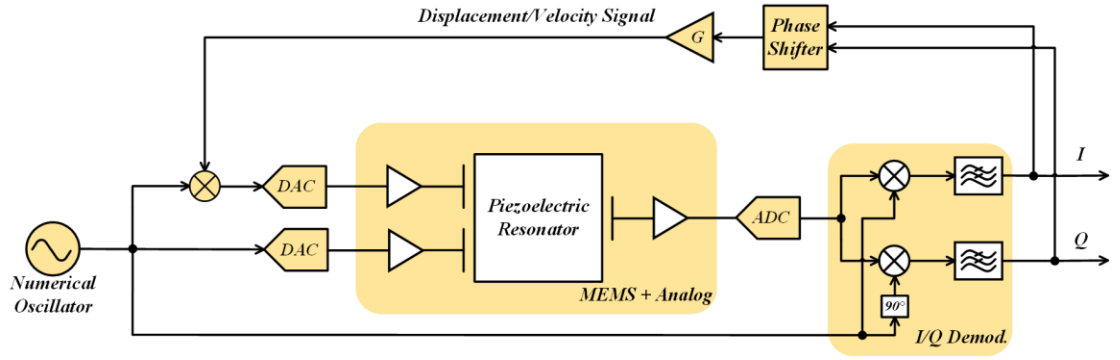 Displacement/Velocity Signal
G
Phase
Shifter
I
DAC
Piezoelectric
Resonator
ADC
DAC
Q
Numerical
Oscillator
MEMS + Analog
90°
I/Q Demod.